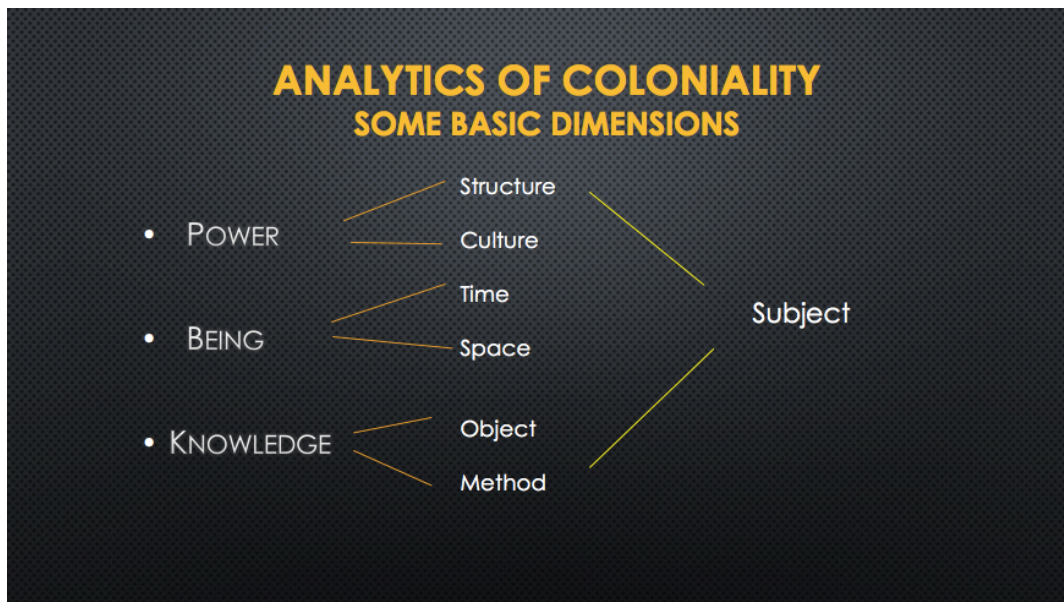 ANALYTICS OF COLONIALITY
SOME BASIC DIMENSIONS
• POWER
Structure
Culture
• BEING
Time
Space
• KNOWLEDGE
Object
Method
Subject